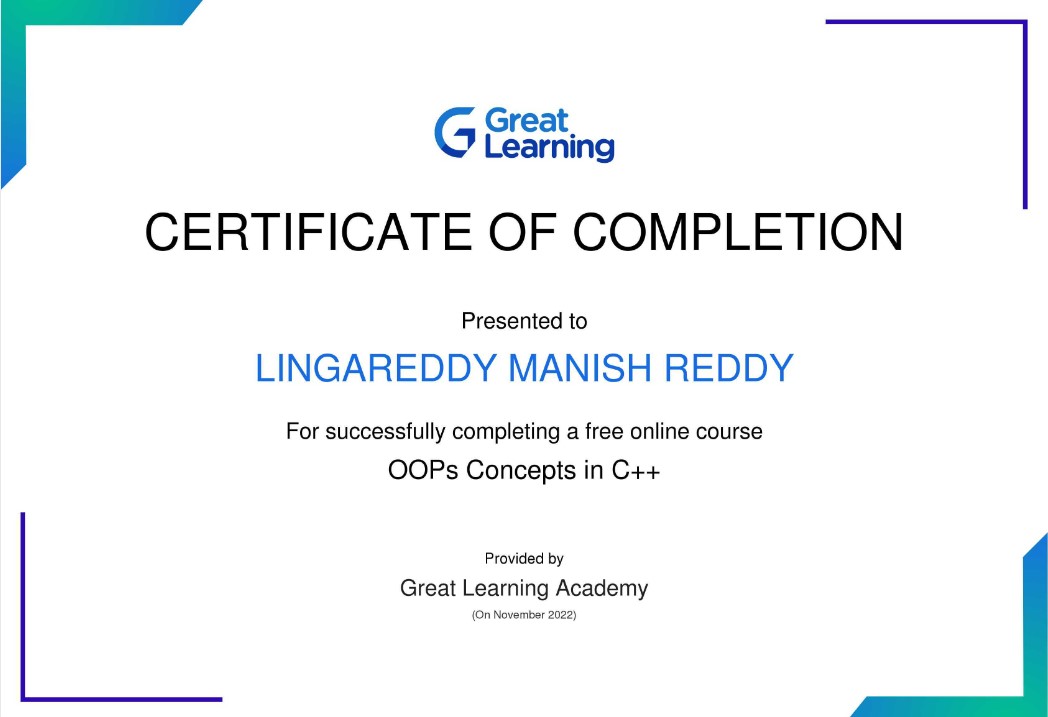 Great
Learning
CERTIFICATE OF COMPLETION
Presented to
LINGAREDDY MANISH REDDY
For successfully completing a free online course
OOPs Concepts in C++
Provided by
Great Learning Academy
(On November 2022)